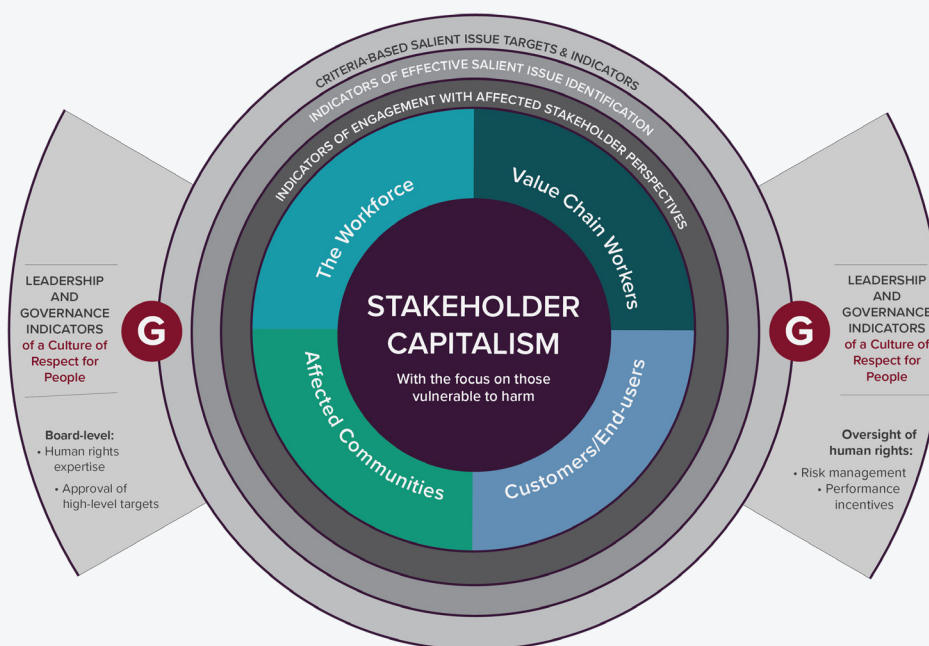 CRITERIA-BASED SALIENT ISSUE TARGETS & INDICATORS
INDICATORS OF EFFECTIVE SALIENT ISSUE IDENTIFICATION
INDICATORS OF ENGAGEMENT WITH AFFECTED STAKEHOLDER PERSPECTIVES
The Workforce
Value Chain Workers
STAKEHOLDER
CAPITALISM
With the focus on those
vulnerable to harm
Affected Communities
Customers/End-users
LEADERSHIP
AND
GOVERNANCE
INDICATORS
of a Culture of
Respect for
People
G
Board-level:
• Human rights
expertise
• Approval of
high-level targets
G
LEADERSHIP
AND
GOVERNANCE
INDICATORS
of a Culture of
Respect for
People
Oversight of
human rights:
• Risk management
• Performance
incentives